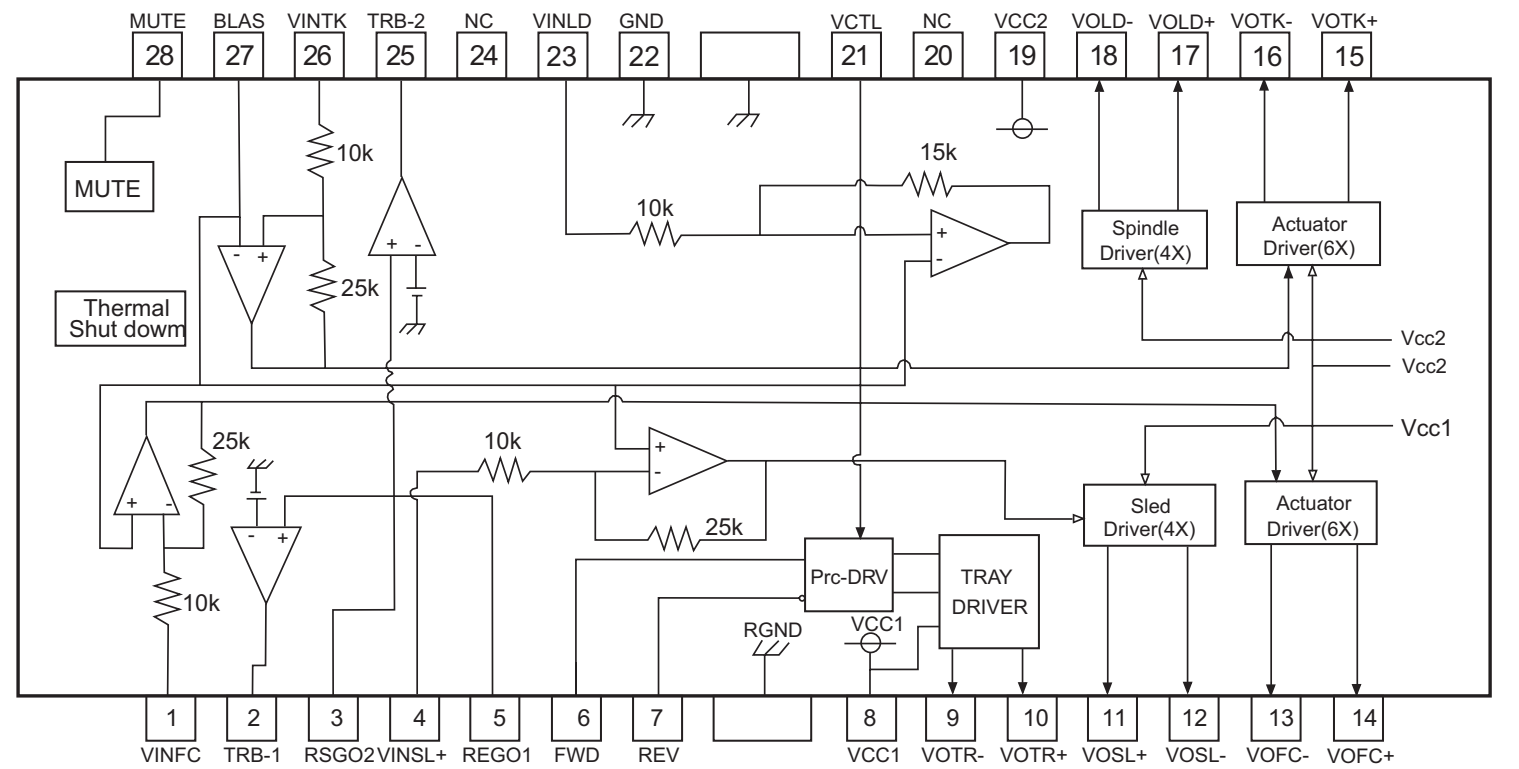 MUTE BLAS VINTK TRB-2 NC VINLD GND VCTL NC VCC2 VOLD- VOLD+ VOTK- VOTK+
28 27 26 25 24 23 22 21 20 19 18 17 16 15
10k
15k
MUTE
10k
+ -
- +
+
-
Spindle
Driver(4X)
Actuator
Driver(6X)
25k
Thermal
Shut dowm
Vcc2
Vcc2
Vcc1
25k
10k
+
-
+ -
- +
25k
Sled
Driver(4X)
Actuator
Driver(6X)
10k
Prc-DRV
TRAY
DRIVER
RGND
VCC1
1 2 3 4 5 6 7 8 9 10 11 12 13 14
VINFC TRB-1 RSGO2 VINSL+ REGO1 FWD REV VCC1 VOTR- VOTR+ VOSL+ VOSL- VOFC- VOFC+